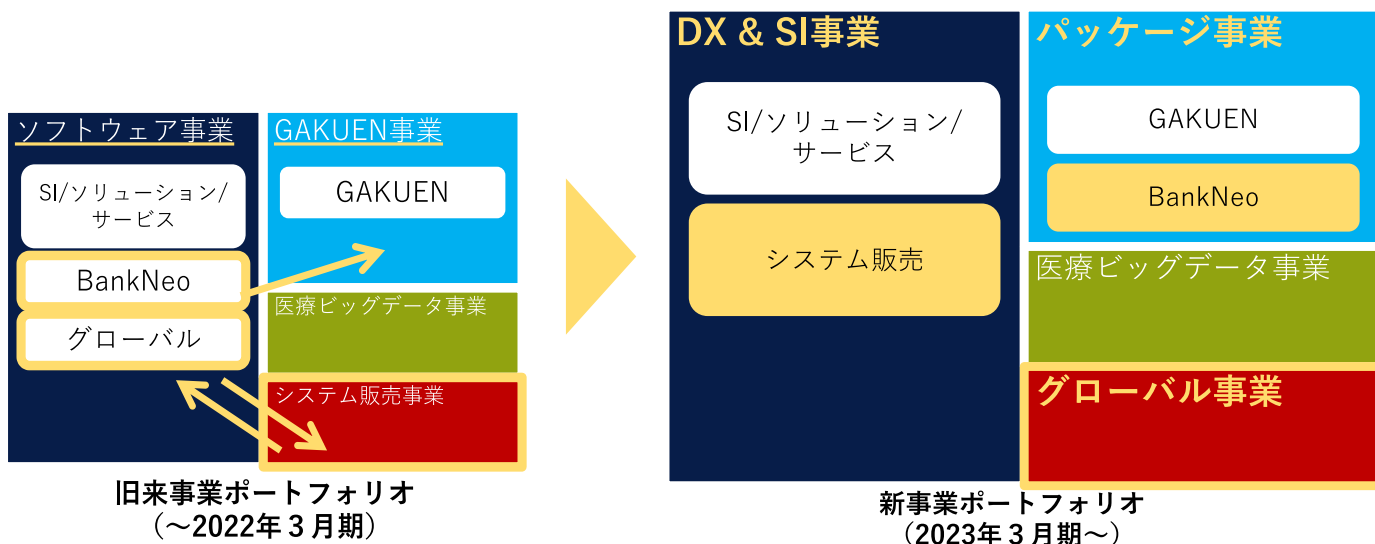 ソフトウェア事業
SI/ソリューション/
サービス
BankNeo
グローバル
GAKUEN事業
GAKUEN
医療ビッグデータ事業
システム販売事業
旧来事業ポートフォリオ
（～2022年３月期）
DX & SI事業
SI/ソリューション/
サービス
システム販売
パッケージ事業
GAKUEN
BankNeo
医療ビッグデータ事業
グローバル事業
新事業ポートフォリオ
（2023年３月期～）